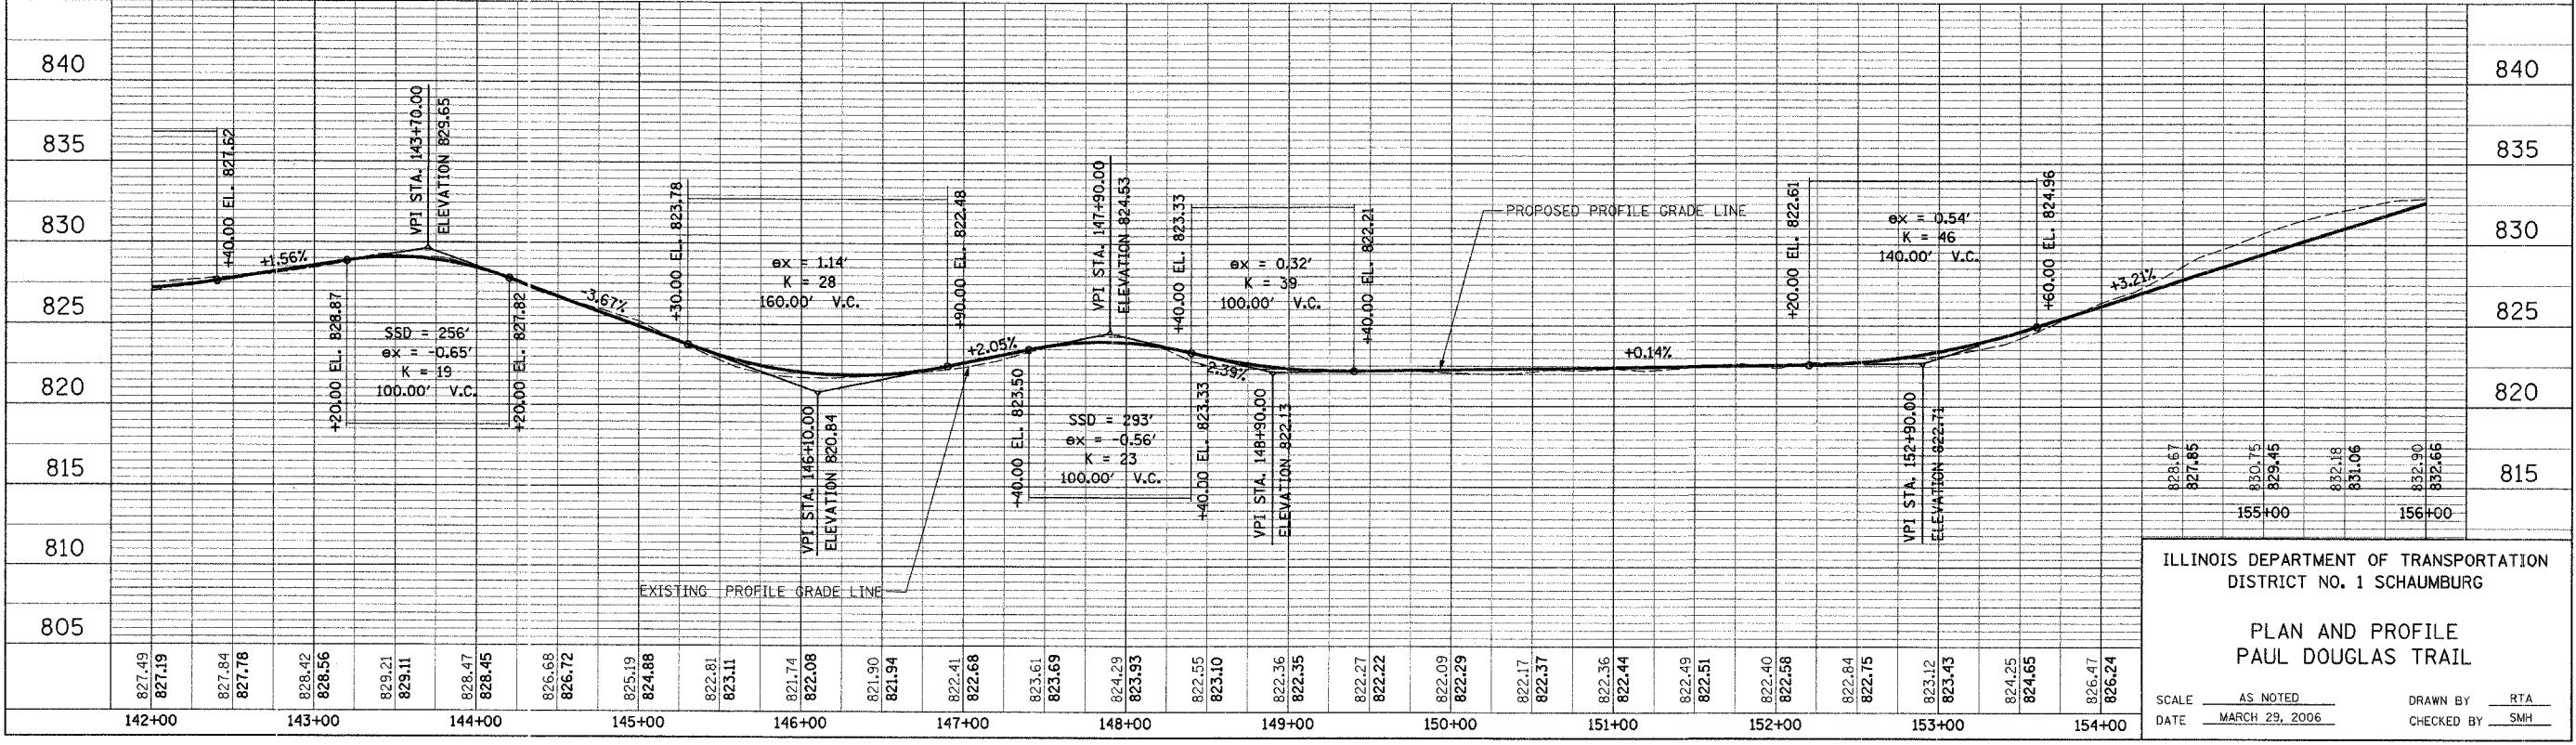 840
835
830
825
820
815
810
805
840
835
830
825
820
815
+40.00 EL. 827.62
+1.56%
+20.00 EL. 828.87
SSD = 256'
ex = -0.65'
K = 19
100.00' V.C.
VPI STA. 143+70.00
ELEVATION 829.65
+20.00 EL. 827.82
-3.67%
+30.00 EL. 823.78
ex = 1.14'
K = 28
160.00' V.C.
VPI STA. 146+10.00
ELEVATION 820.84
+90.00 EL. 822.48
+2.05%
EXISTING PROFILE GRADE LINE
+40.00 EL. 823.50
SSD = 293'
ex = -0.56'
K = 23
100.00' V.C.
VPI STA. 147+90.00
ELEVATION 824.53
+40.00 EL. 823.33
+40.00 EL. 823.33
-2.39%
ex = 0.32'
K = 39
100.00' V.C.
VPI STA. 148+90.00
ELEVATION 822.13
+40.00 EL. 822.21
PROPOSED PROFILE GRADE LINE
+0.14%
+20.00 EL. 822.61
ex = 0.54'
K = 46
140.00' V.C.
VPI STA. 152+90.00
ELEVATION 822.71
+60.00 EL. 824.96
+3.21%
828.67
827.85
830.75
829.45
832.18
831.06
832.90
832.66
155+00
156+00
827.49
827.19
827.84
827.78
828.42
828.56
829.21
829.11
828.47
828.45
826.68
826.72
825.19
824.88
822.81
823.11
821.74
822.08
821.90
821.94
822.41
822.68
823.61
823.69
824.29
823.93
822.55
823.10
822.36
822.35
822.27
822.22
822.09
822.29
822.17
822.37
822.36
822.44
822.49
822.51
822.40
822.58
822.84
822.75
823.12
823.43
824.25
824.65
826.47
826.24
142+00
143+00
144+00
145+00
146+00
147+00
148+00
149+00
150+00
151+00
152+00
153+00
154+00
ILLINOIS DEPARTMENT OF TRANSPORTATION
DISTRICT NO. 1 SCHAUMBURG
PLAN AND PROFILE
PAUL DOUGLAS TRAIL
SCALE AS NOTED
DRAWN BY RTA
DATE MARCH 29, 2006
CHECKED BY SMH